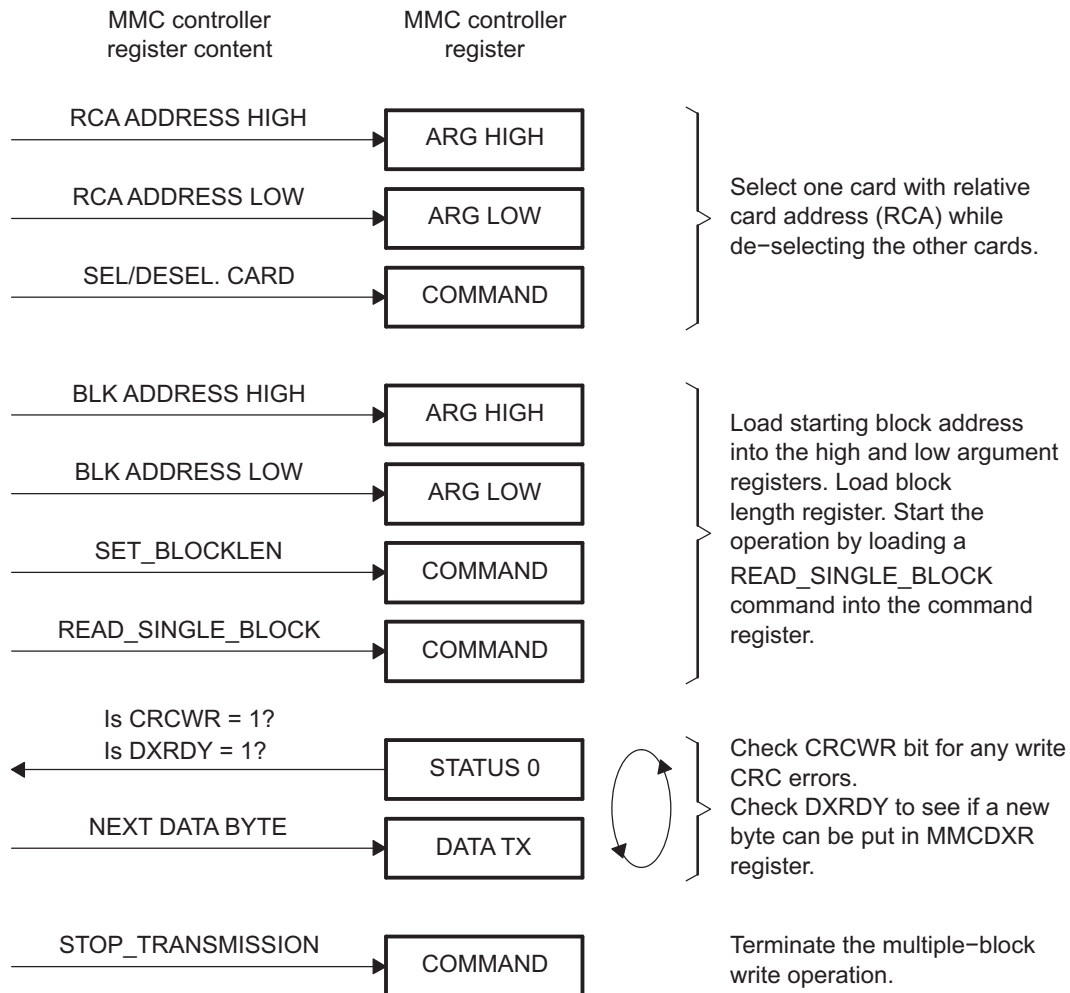 MMC controller
register content
MMC controller
register
RCA ADDRESS HIGH
ARG HIGH
RCA ADDRESS LOW
ARG LOW
SEL/DESEL. CARD
COMMAND
Select one card with relative
card address (RCA) while
de−selecting the other cards.
BLK ADDRESS HIGH
ARG HIGH
BLK ADDRESS LOW
ARG LOW
SET_BLOCKLEN
COMMAND
READ_SINGLE_BLOCK
COMMAND
Load starting block address
into the high and low argument
registers. Load block
length register. Start the
operation by loading a
READ_SINGLE_BLOCK
command into the command
register.
Is CRCWR = 1?
Is DXRDY = 1?
STATUS 0
NEXT DATA BYTE
DATA TX
Check CRCWR bit for any write
CRC errors.
Check DXRDY to see if a new
byte can be put in MMCDXR
register.
STOP_TRANSMISSION
COMMAND
Terminate the multiple−block
write operation.